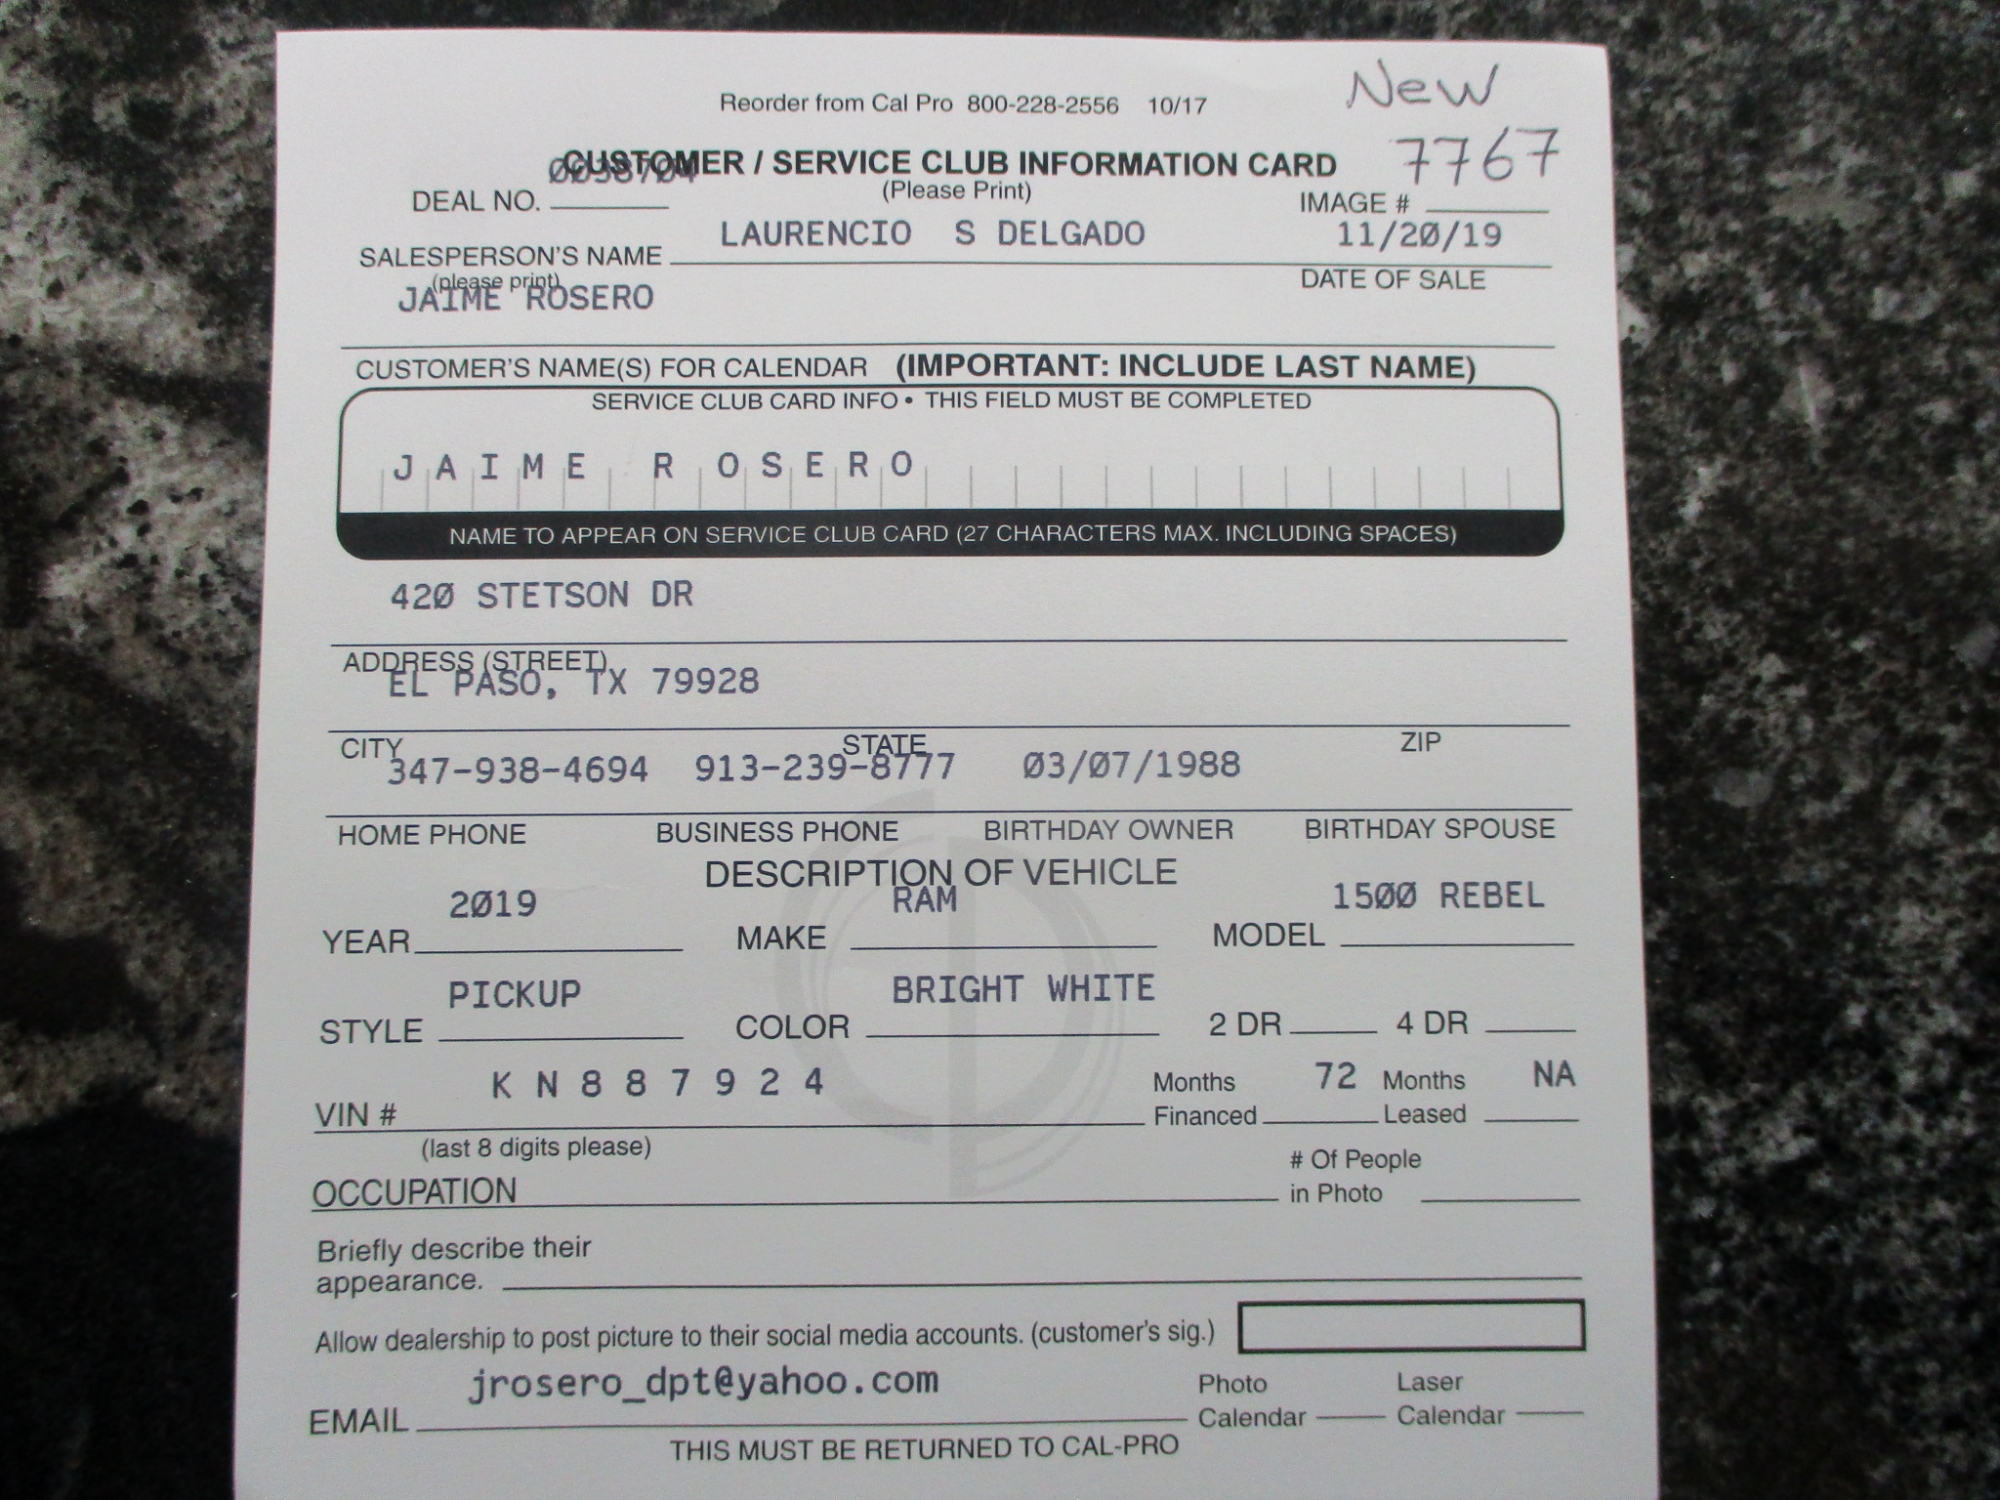 New
Reorder from Cal Pro 800-228-2556 10/17
7767
CUSTOMER / SERVICE CLUB INFORMATION CARD
(Please Print)
DEAL NO. IMAGE #
LAURENCIO S DELGADO 11/20/19
SALESPERSON'S NAME
(please print) DATE OF SALE
JAIME ROSERO
CUSTOMER'S NAME(S) FOR CALENDAR (IMPORTANT: INCLUDE LAST NAME)
SERVICE CLUB CARD INFO • THIS FIELD MUST BE COMPLETED
JAIME ROSERO
NAME TO APPEAR ON SERVICE CLUB CARD (27 CHARACTERS MAX. INCLUDING SPACES)
420 STETSON DR
ADDRESS (STREET)
EL PASO, TX 79928
CITY STATE ZIP
347-938-4694 913-239-8777 03/07/1988
HOME PHONE BUSINESS PHONE BIRTHDAY OWNER BIRTHDAY SPOUSE
DESCRIPTION OF VEHICLE
2019 RAM 1500 REBEL
YEAR MAKE MODEL
PICKUP BRIGHT WHITE
STYLE COLOR 2 DR 4 DR
KN887924 Months 72 Months NA
VIN # Financed Leased
(last 8 digits please)
# Of People
OCCUPATION in Photo
Briefly describe their
appearance.
Allow dealership to post picture to their social media accounts. (customer's sig.)
jrosero_dpt@yahoo.com Photo Laser
EMAIL Calendar Calendar
THIS MUST BE RETURNED TO CAL-PRO